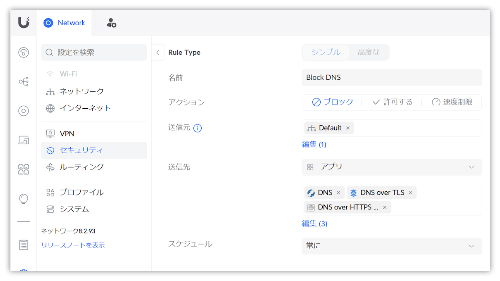 Network
設定を検索
Rule Type
シンプル
高度な
Wi-Fi
ネットワーク
インターネット
VPN
セキュリティ
ルーティング
プロファイル
システム
ネットワーク8.2.93
リリースノートを表示
名前
Block DNS
アクション
ブロック
許可する
速度制限
送信元
Default ×
編集 (1)
送信先
アプリ
DNS ×
DNS over TLS ×
DNS over HTTPS ... ×
編集 (3)
スケジュール
常に